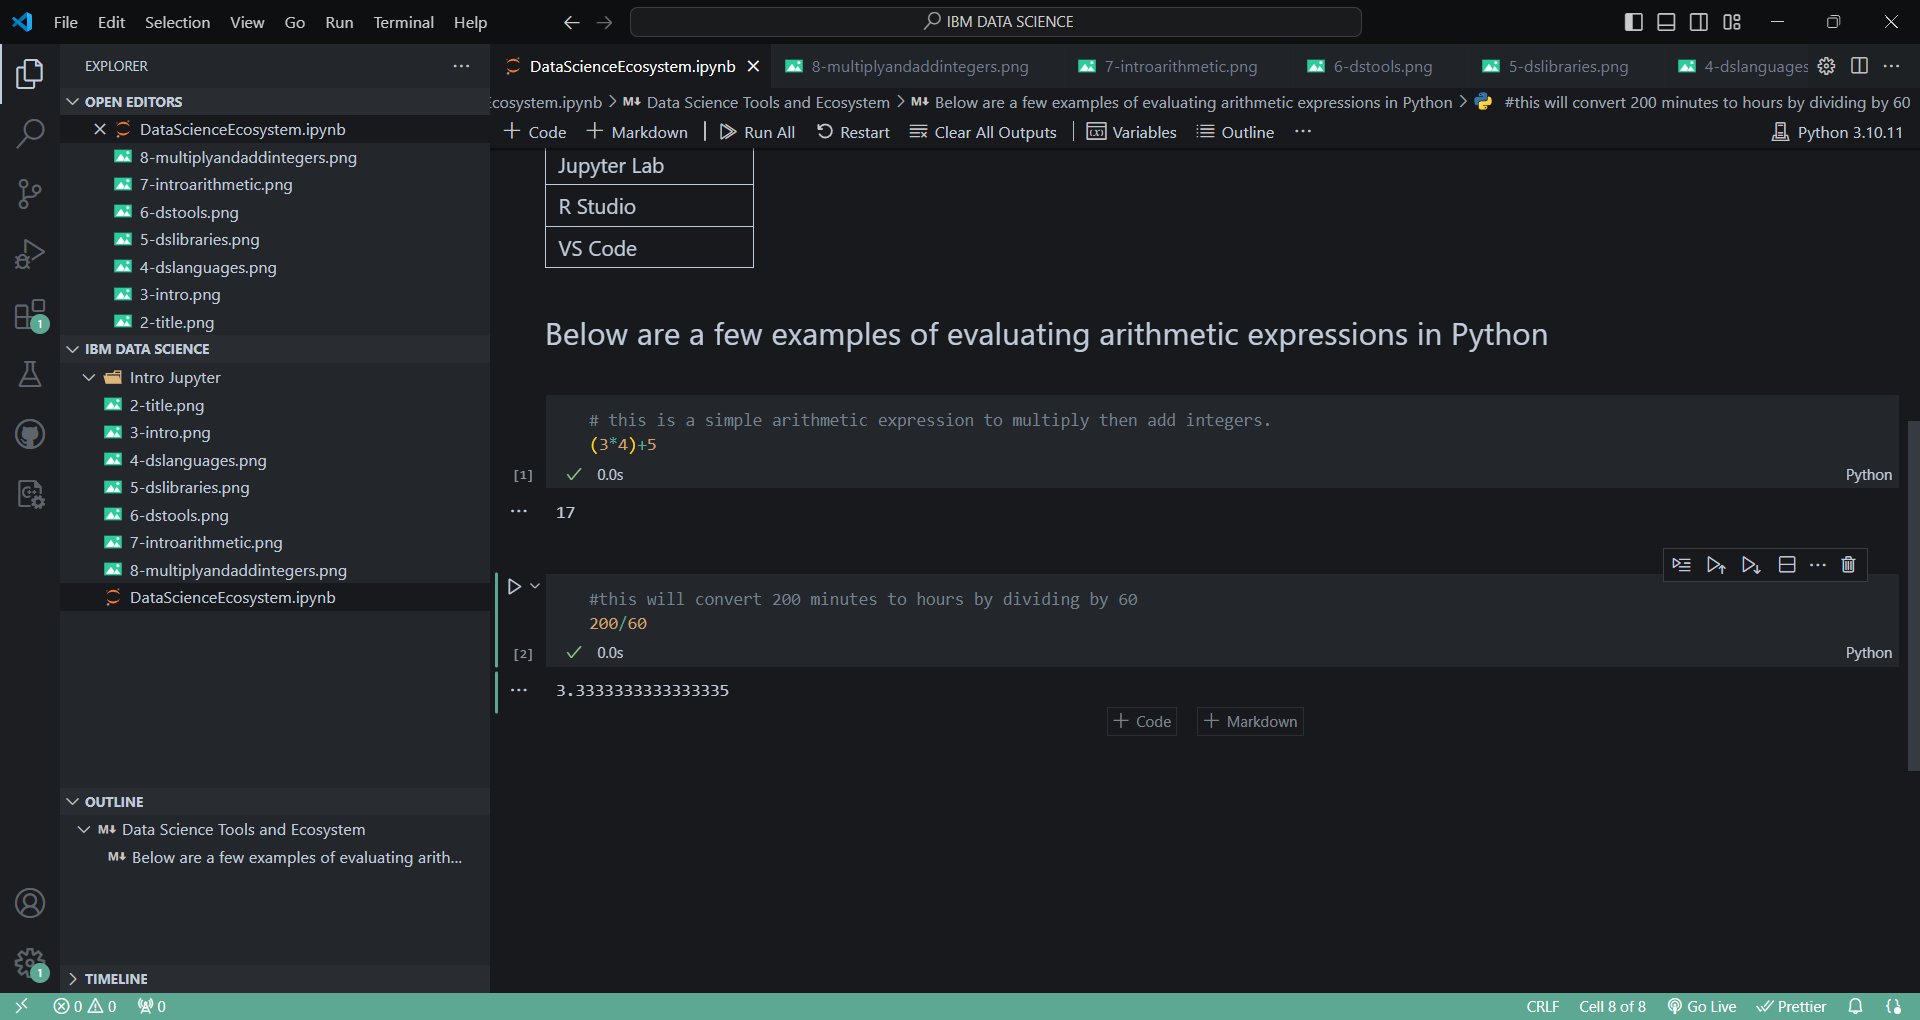 File Edit Selection View Go Run Terminal Help
IBM DATA SCIENCE
EXPLORER
OPEN EDITORS
DataScienceEcosystem.ipynb
8-multiplyandaddintegers.png
7-introarithmetic.png
6-dstools.png
5-dslibraries.png
4-dslanguages.png
3-intro.png
2-title.png
IBM DATA SCIENCE
Intro Jupyter
2-title.png
3-intro.png
4-dslanguages.png
5-dslibraries.png
6-dstools.png
7-introarithmetic.png
8-multiplyandaddintegers.png
DataScienceEcosystem.ipynb
OUTLINE
M↓ Data Science Tools and Ecosystem
M↓ Below are a few examples of evaluating arith...
TIMELINE
DataScienceEcosystem.ipynb 8-multiplyandaddintegers.png 7-introarithmetic.png 6-dstools.png 5-dslibraries.png 4-dslanguages
Ecosystem.ipynb > M↓ Data Science Tools and Ecosystem > M↓ Below are a few examples of evaluating arithmetic expressions in Python > #this will convert 200 minutes to hours by dividing by 60
+ Code + Markdown | Run All Restart Clear All Outputs | Variables Outline ... Python 3.10.11
Jupyter Lab
R Studio
VS Code
Below are a few examples of evaluating arithmetic expressions in Python
# this is a simple arithmetic expression to multiply then add integers.
(3*4)+5
[1] 0.0s Python
... 17
#this will convert 200 minutes to hours by dividing by 60
200/60
[2] 0.0s Python
... 3.3333333333333335
+ Code + Markdown
1
1
0 0 0 CRLF Cell 8 of 8 Go Live Prettier